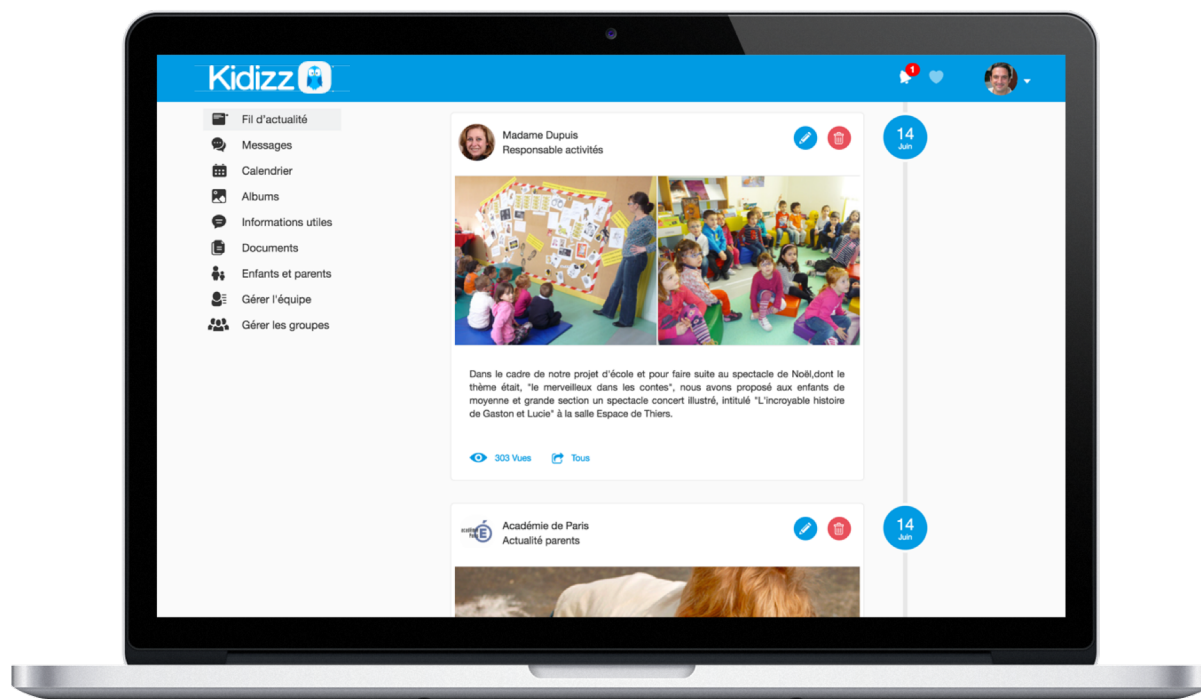 Kidizz
1
Fil d'actualité
Messages
Calendrier
Albums
Informations utiles
Documents
Enfants et parents
Gérer l'équipe
Gérer les groupes
Madame Dupuis
Responsable activités
14
Juin
Dans le cadre de notre projet d'école et pour faire suite au spectacle de Noël,dont le
thème était, "le merveilleux dans les contes", nous avons proposé aux enfants de
moyenne et grande section un spectacle concert illustré, intitulé "L'incroyable histoire
de Gaston et Lucie" à la salle Espace de Thiers.
303 Vues
Tous
Académie de Paris
Actualité parents
14
Juin